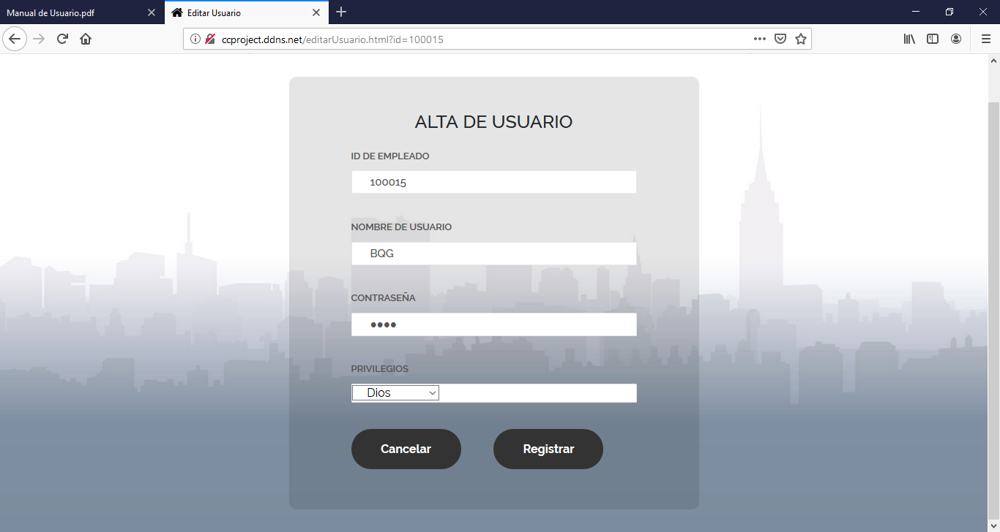 Manual de Usuario.pdf
Editar Usuario
ccproject.ddns.net/editarUsuario.html?id=100015
ALTA DE USUARIO
ID DE EMPLEADO
100015
NOMBRE DE USUARIO
BQG
CONTRASEÑA
••••
PRIVILEGIOS
Dios
Cancelar Registrar